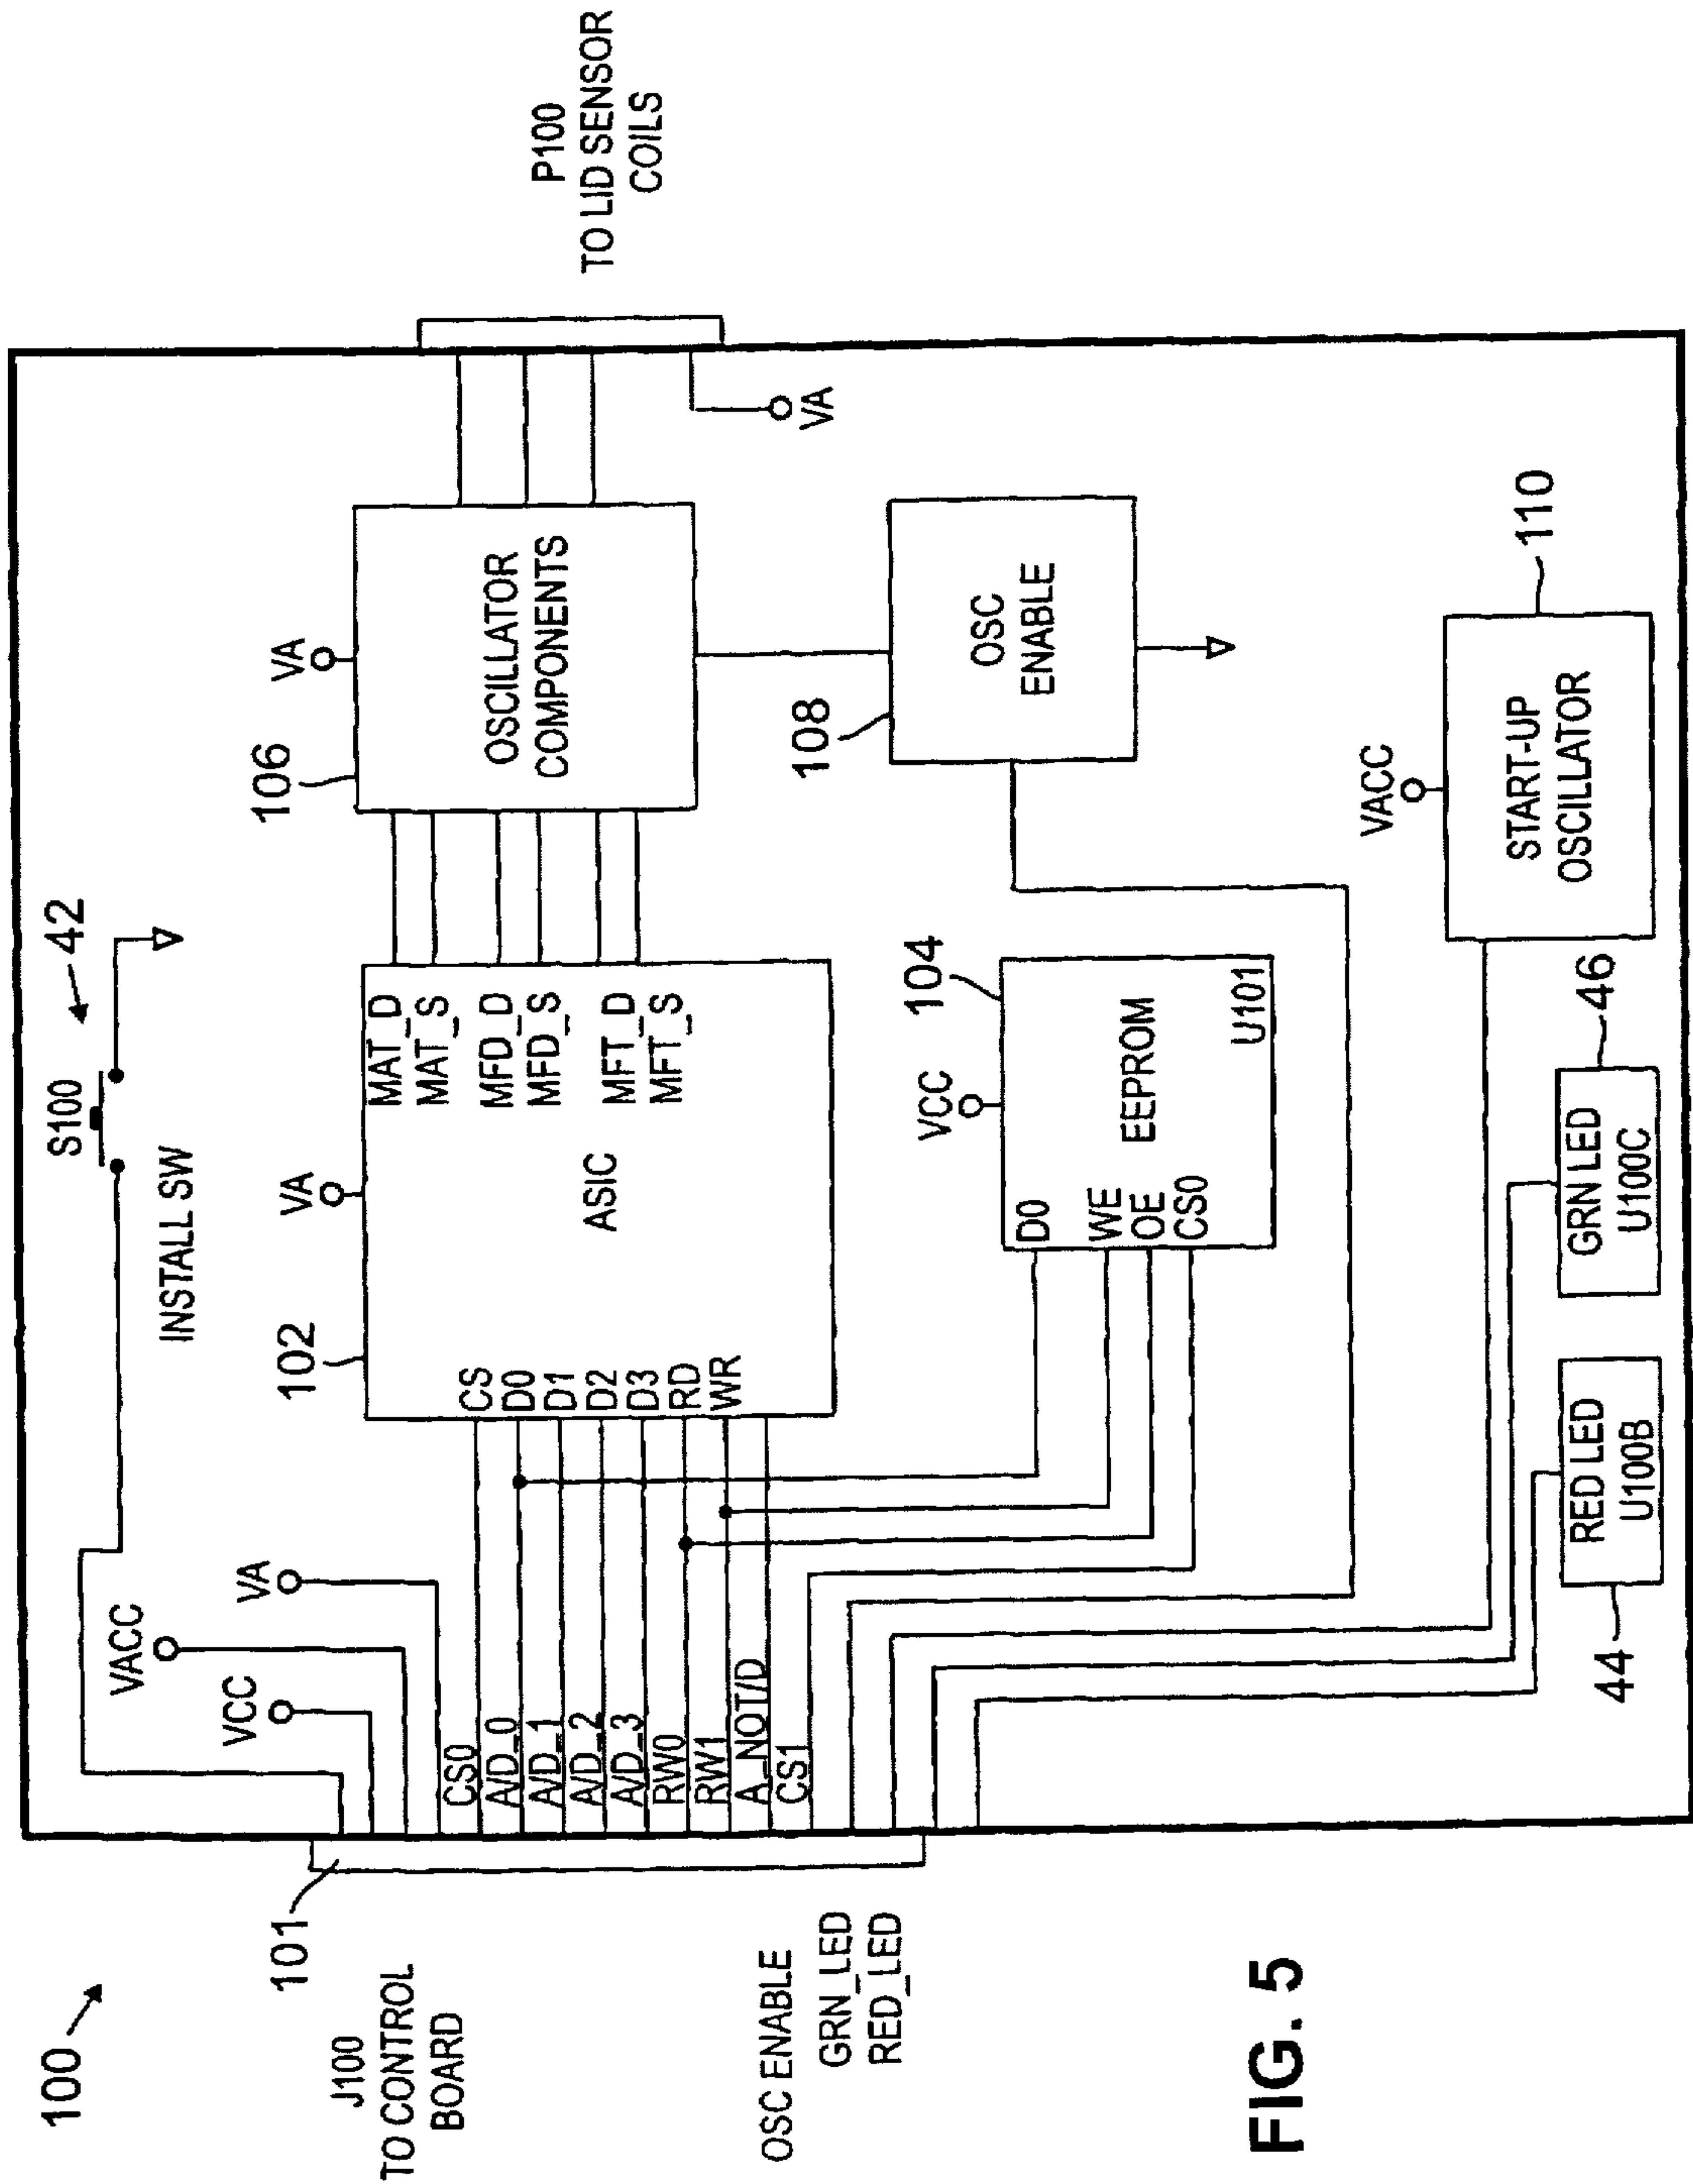 100
S100
42
INSTALL SW
VACC
VCC
VA
101
J100
TO CONTROL
BOARD
102
VA
106
VA
P100
TO LID SENSOR
COILS
CS0
A/D_0
A/D_1
A/D_2
A/D_3
RW0
RW1
A_NOT/D
CS1
CS
D0
D1
D2
D3
RD
WR
ASIC
MAT_D
MAT_S
MFD_D
MFD_S
MFT_D
MFT_S
OSCILLATOR
COMPONENTS
VA
OSC ENABLE
GRN_LED
RED_LED
VCC
104
D0
WE
OE
CS0
EEPROM
U101
108
OSC
ENABLE
VACC
110
START-UP
OSCILLATOR
44
RED LED
U100B
46
GRN LED
U100C
FIG. 5